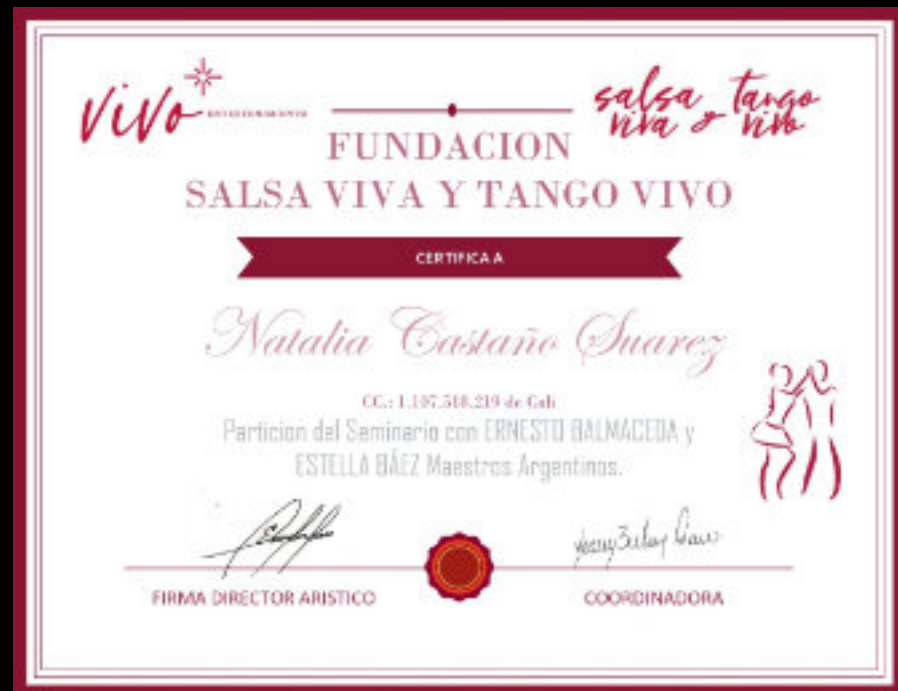 ViVo
ENTRETENIMIENTO
salsa viva y tango vivo
FUNDACION
SALSA VIVA Y TANGO VIVO
CERTIFICA A
Natalia Castaño Suarez
CC.: 1.107.518.219 de Cali
Particion del Seminario con ERNESTO BALMACEDA y
ESTELLA BÁEZ Maestros Argentinos.
FIRMA DIRECTOR ARISTICO
COORDINADORA